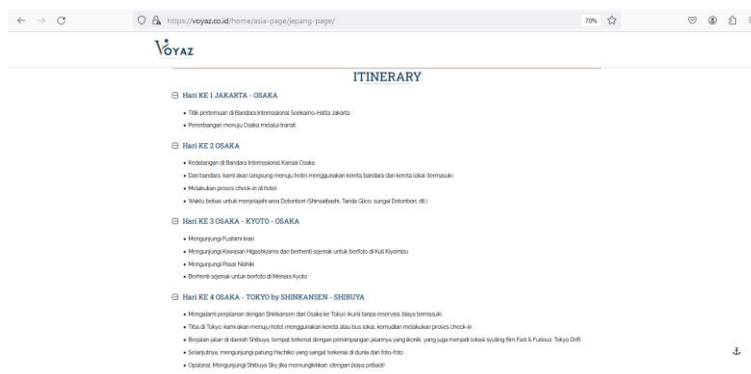 https://voyaz.co.id/home/asia-page/jepang-page/
70%
VOYAZ
ITINERARY
Hari KE 1 JAKARTA - OSAKA
Titik pertemuan di Bandara Internasional Soekarno-Hatta Jakarta
Penerbangan menuju Osaka melalui transit
Hari KE 2 OSAKA
Kedatangan di Bandara Internasional Kansai Osaka
Dari bandara, kami akan langsung menuju hotel menggunakan kereta bandara dan kereta lokal (termasuk)
Melakukan proses check-in di hotel
Waktu bebas untuk menjelajahi area Dotonbori (Shinsaibashi, Tanda Glico, sungai Dotonbori, dll.)
Hari KE 3 OSAKA - KYOTO - OSAKA
Mengunjungi Fushimi Inari
Mengunjungi Kawasan Higashiyama dan berhenti sejenak untuk berfoto di Kuil Kiyomizu
Mengunjungi Pasar Nishiki
Berhenti sejenak untuk berfoto di Menara Kyoto
Hari KE 4 OSAKA - TOKYO by SHINKANSEN - SHIBUYA
Mengalami perjalanan dengan Shinkansen dari Osaka ke Tokyo (kursi tanpa reservasi, biaya termasuk)
Tiba di Tokyo, kami akan menuju hotel menggunakan kereta atau bus lokal, kemudian melakukan proses check-in
Berjalan-jalan di daerah Shibuya, tempat terkenal dengan persimpangan jalannya yang ikonik, yang juga menjadi lokasi syuting film Fast & Furious: Tokyo Drift
Selanjutnya, mengunjungi patung Hachiko yang sangat terkenal di dunia dan foto-foto
Opsional: Mengunjungi Shibuya Sky jika memungkinkan (dengan biaya pribadi)